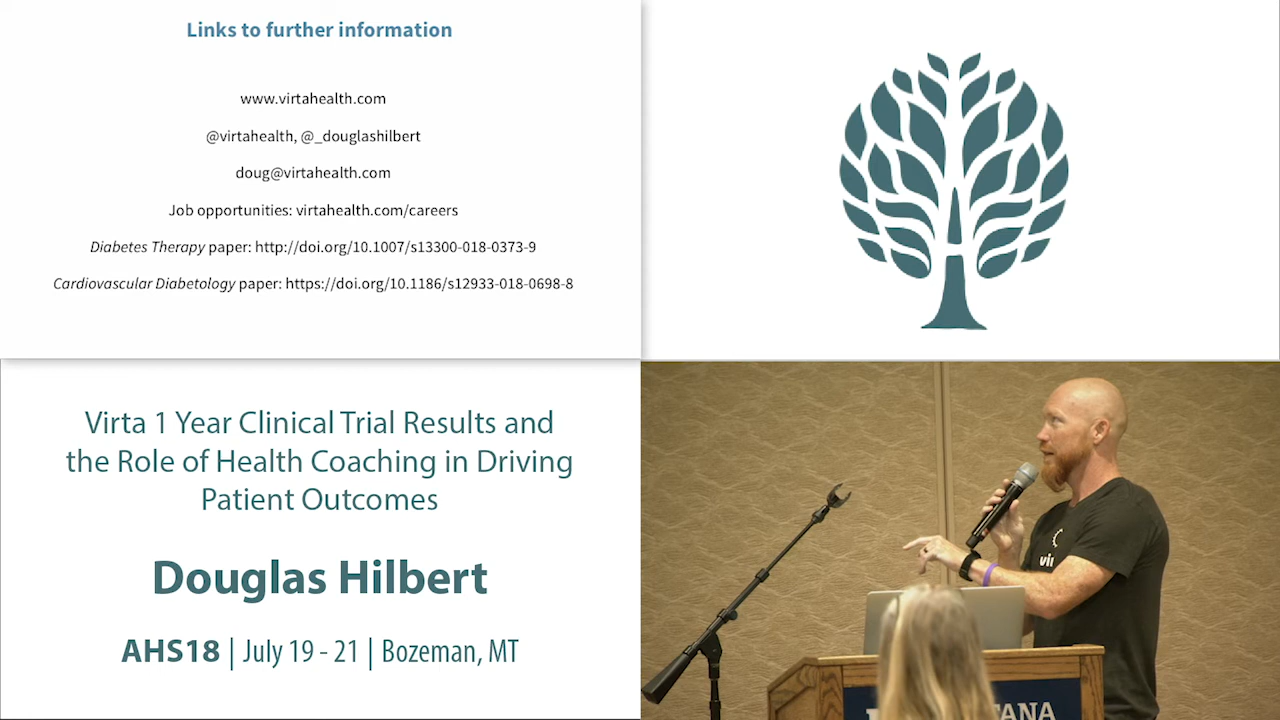 Links to further information
www.virtahealth.com
@virtahealth, @_douglashilbert
doug@virtahealth.com
Job opportunities: virtahealth.com/careers
Diabetes Therapy paper: http://doi.org/10.1007/s13300-018-0373-9
Cardiovascular Diabetology paper: https://doi.org/10.1186/s12933-018-0698-8
Virta 1 Year Clinical Trial Results and
the Role of Health Coaching in Driving
Patient Outcomes
Douglas Hilbert
AHS18 | July 19 - 21 | Bozeman, MT